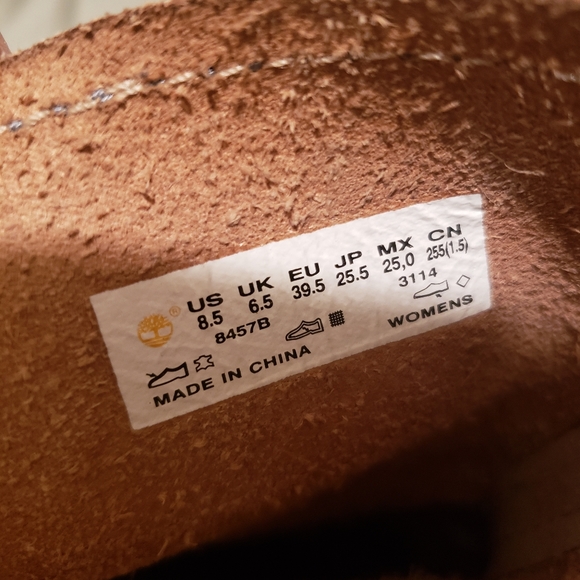 US UK EU JP MX CN
8.5 6.5 39.5 25.5 25,0 255(1.5)
8457B 3114
WOMENS
MADE IN CHINA
®